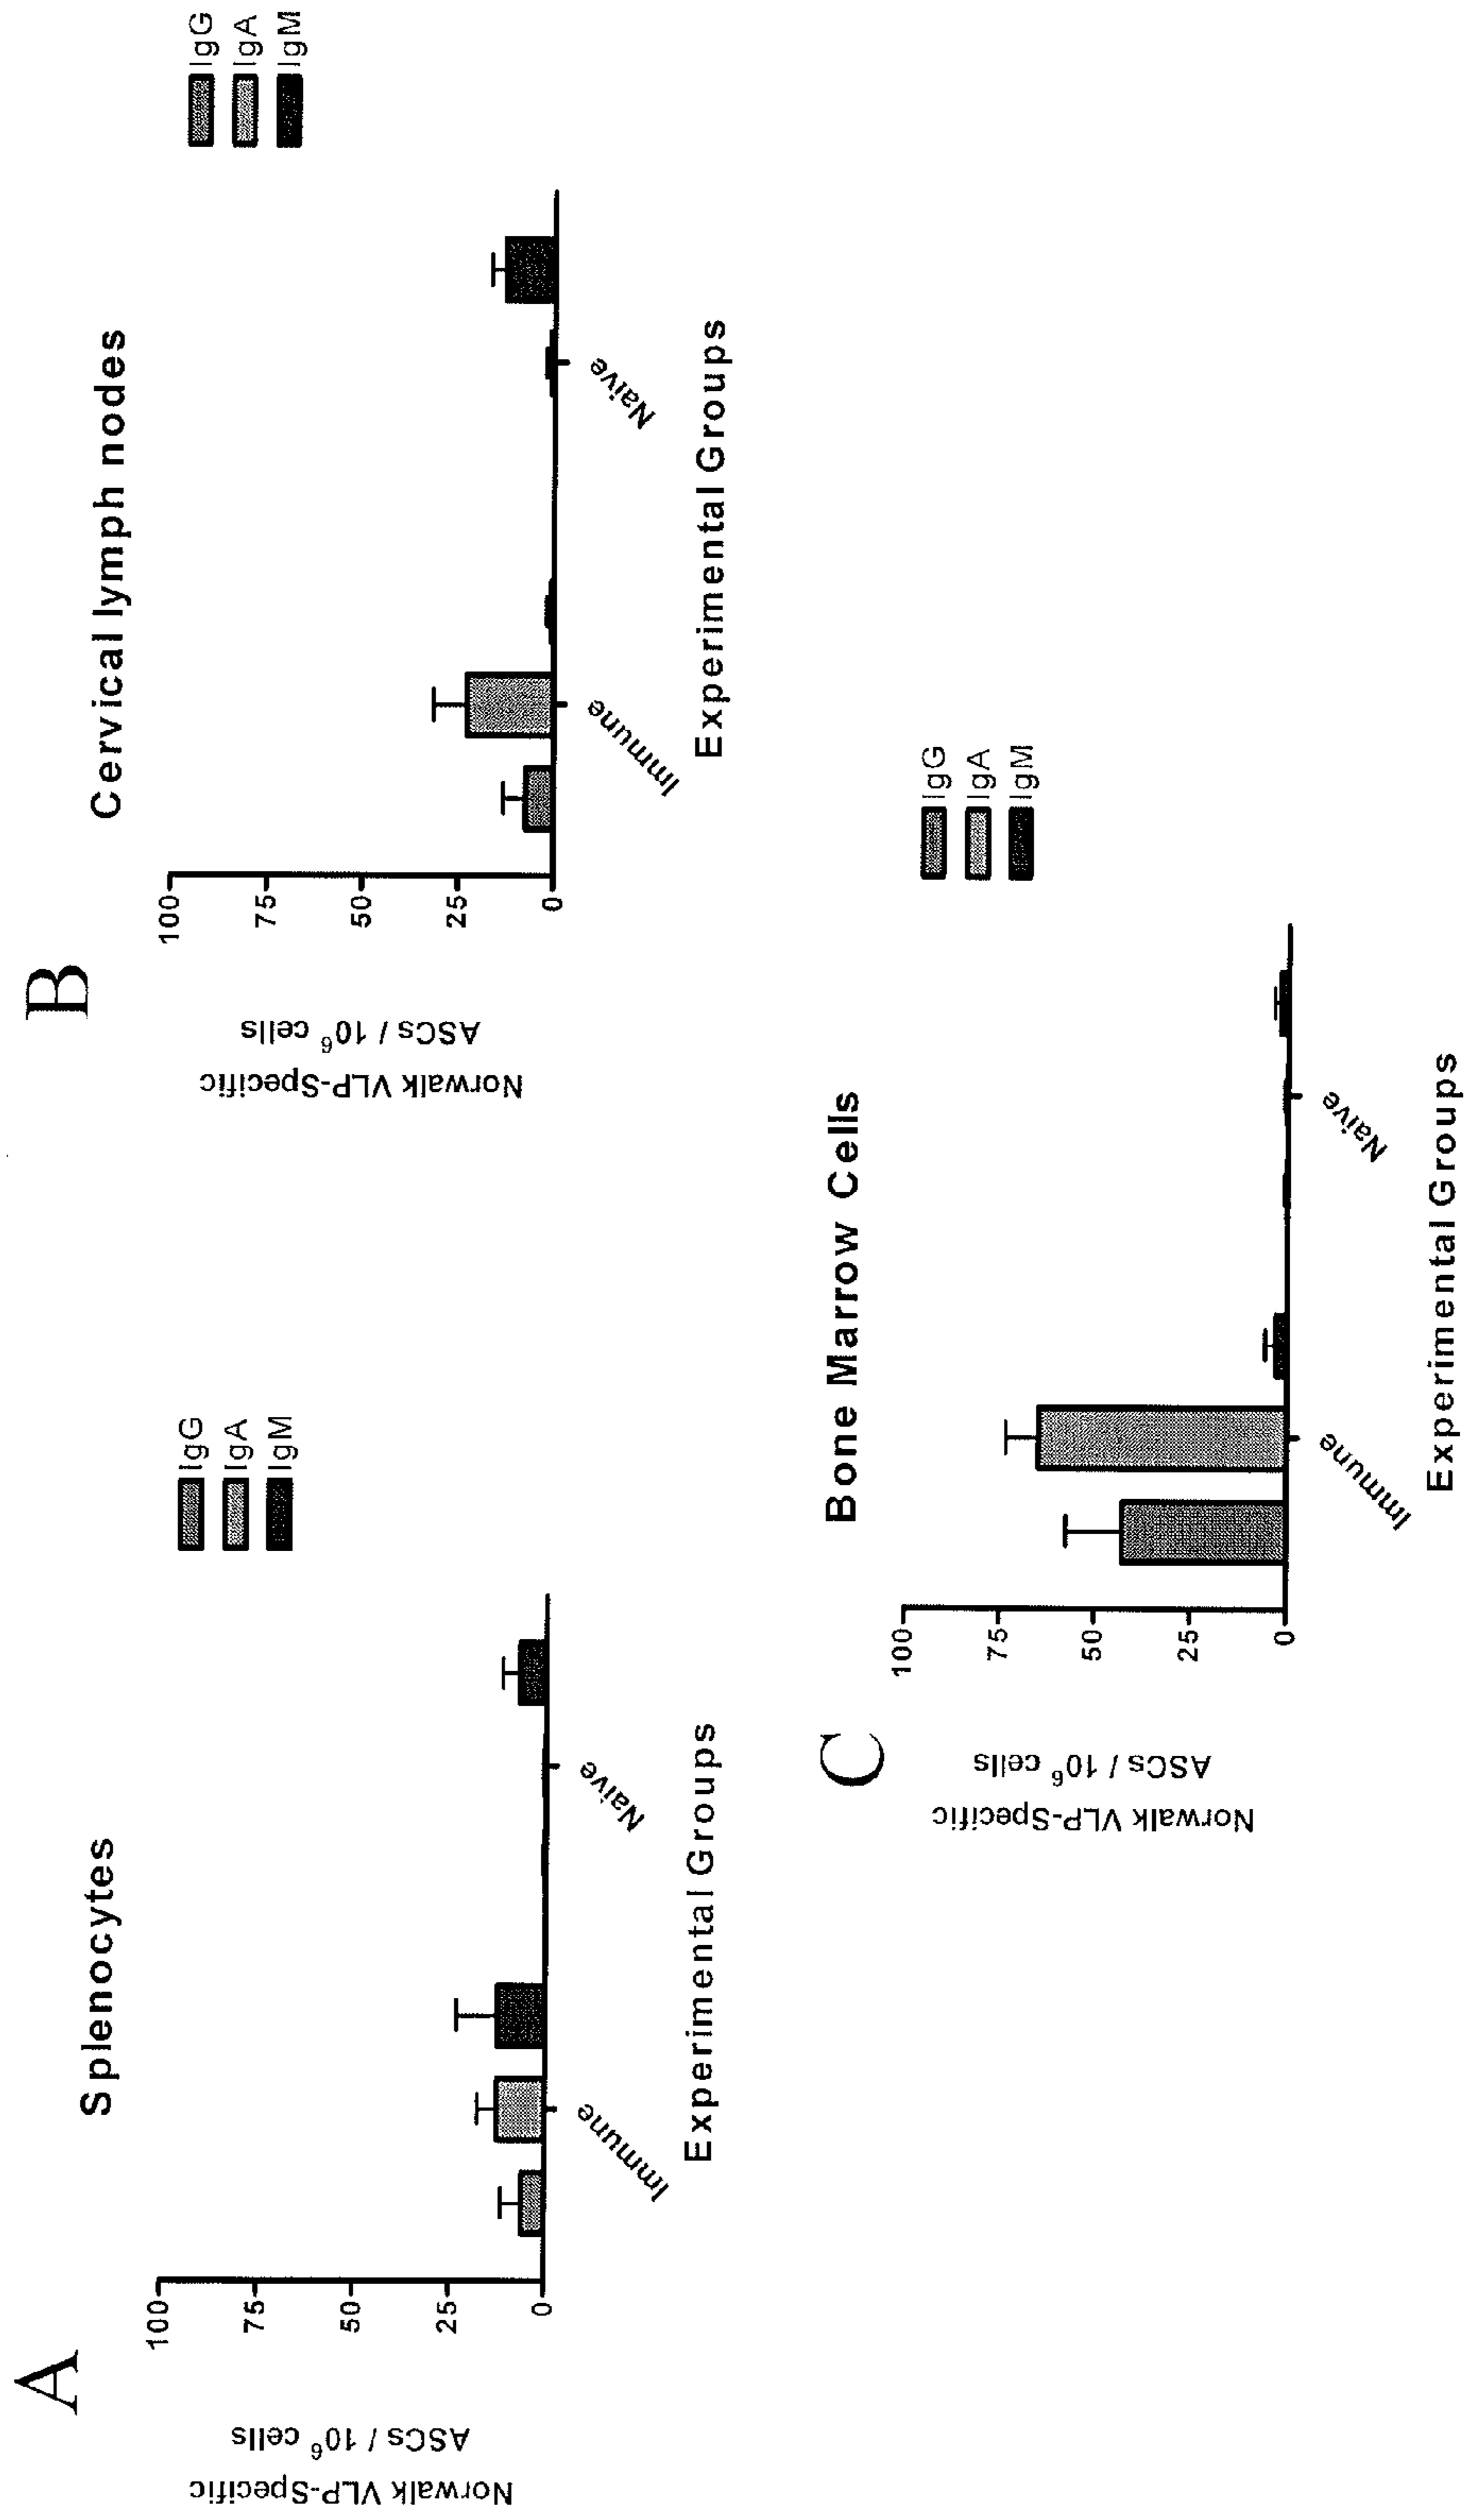 A
Splenocytes
Norwalk VLP-Specific
ASCs / 10⁶ cells
100
75
50
25
0
Immune
Naive
Experimental Groups
IgG
IgA
IgM
B
Cervical lymph nodes
Norwalk VLP-Specific
ASCs / 10⁶ cells
100
75
50
25
0
Immune
Naive
Experimental Groups
IgG
IgA
IgM
C
Bone Marrow Cells
Norwalk VLP-Specific
ASCs / 10⁶ cells
100
75
50
25
0
Immune
Naive
Experimental Groups
IgG
IgA
IgM